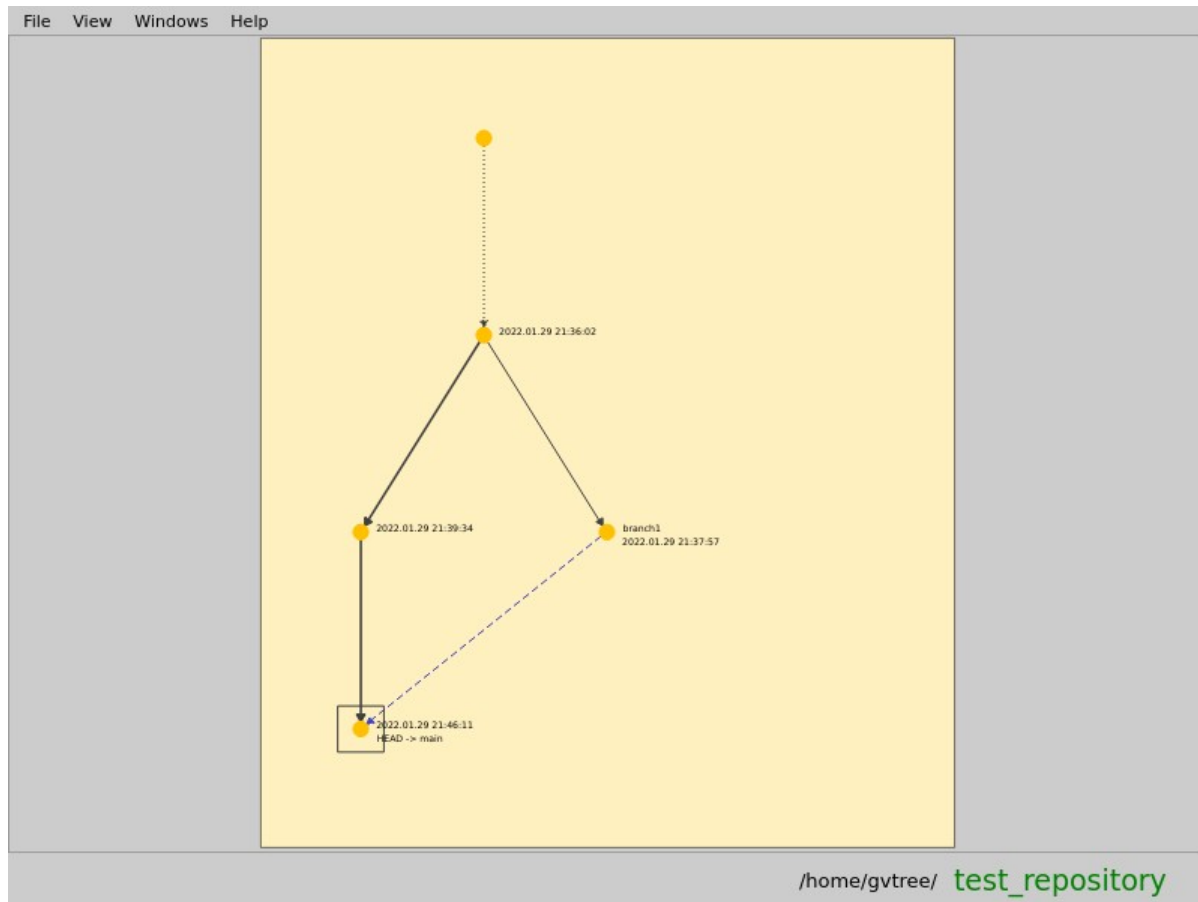 File View Windows Help
2022.01.29 21:36:02
2022.01.29 21:39:34
branch1
2022.01.29 21:37:57
2022.01.29 21:46:11
HEAD -> main
/home/gvtree/ test_repository